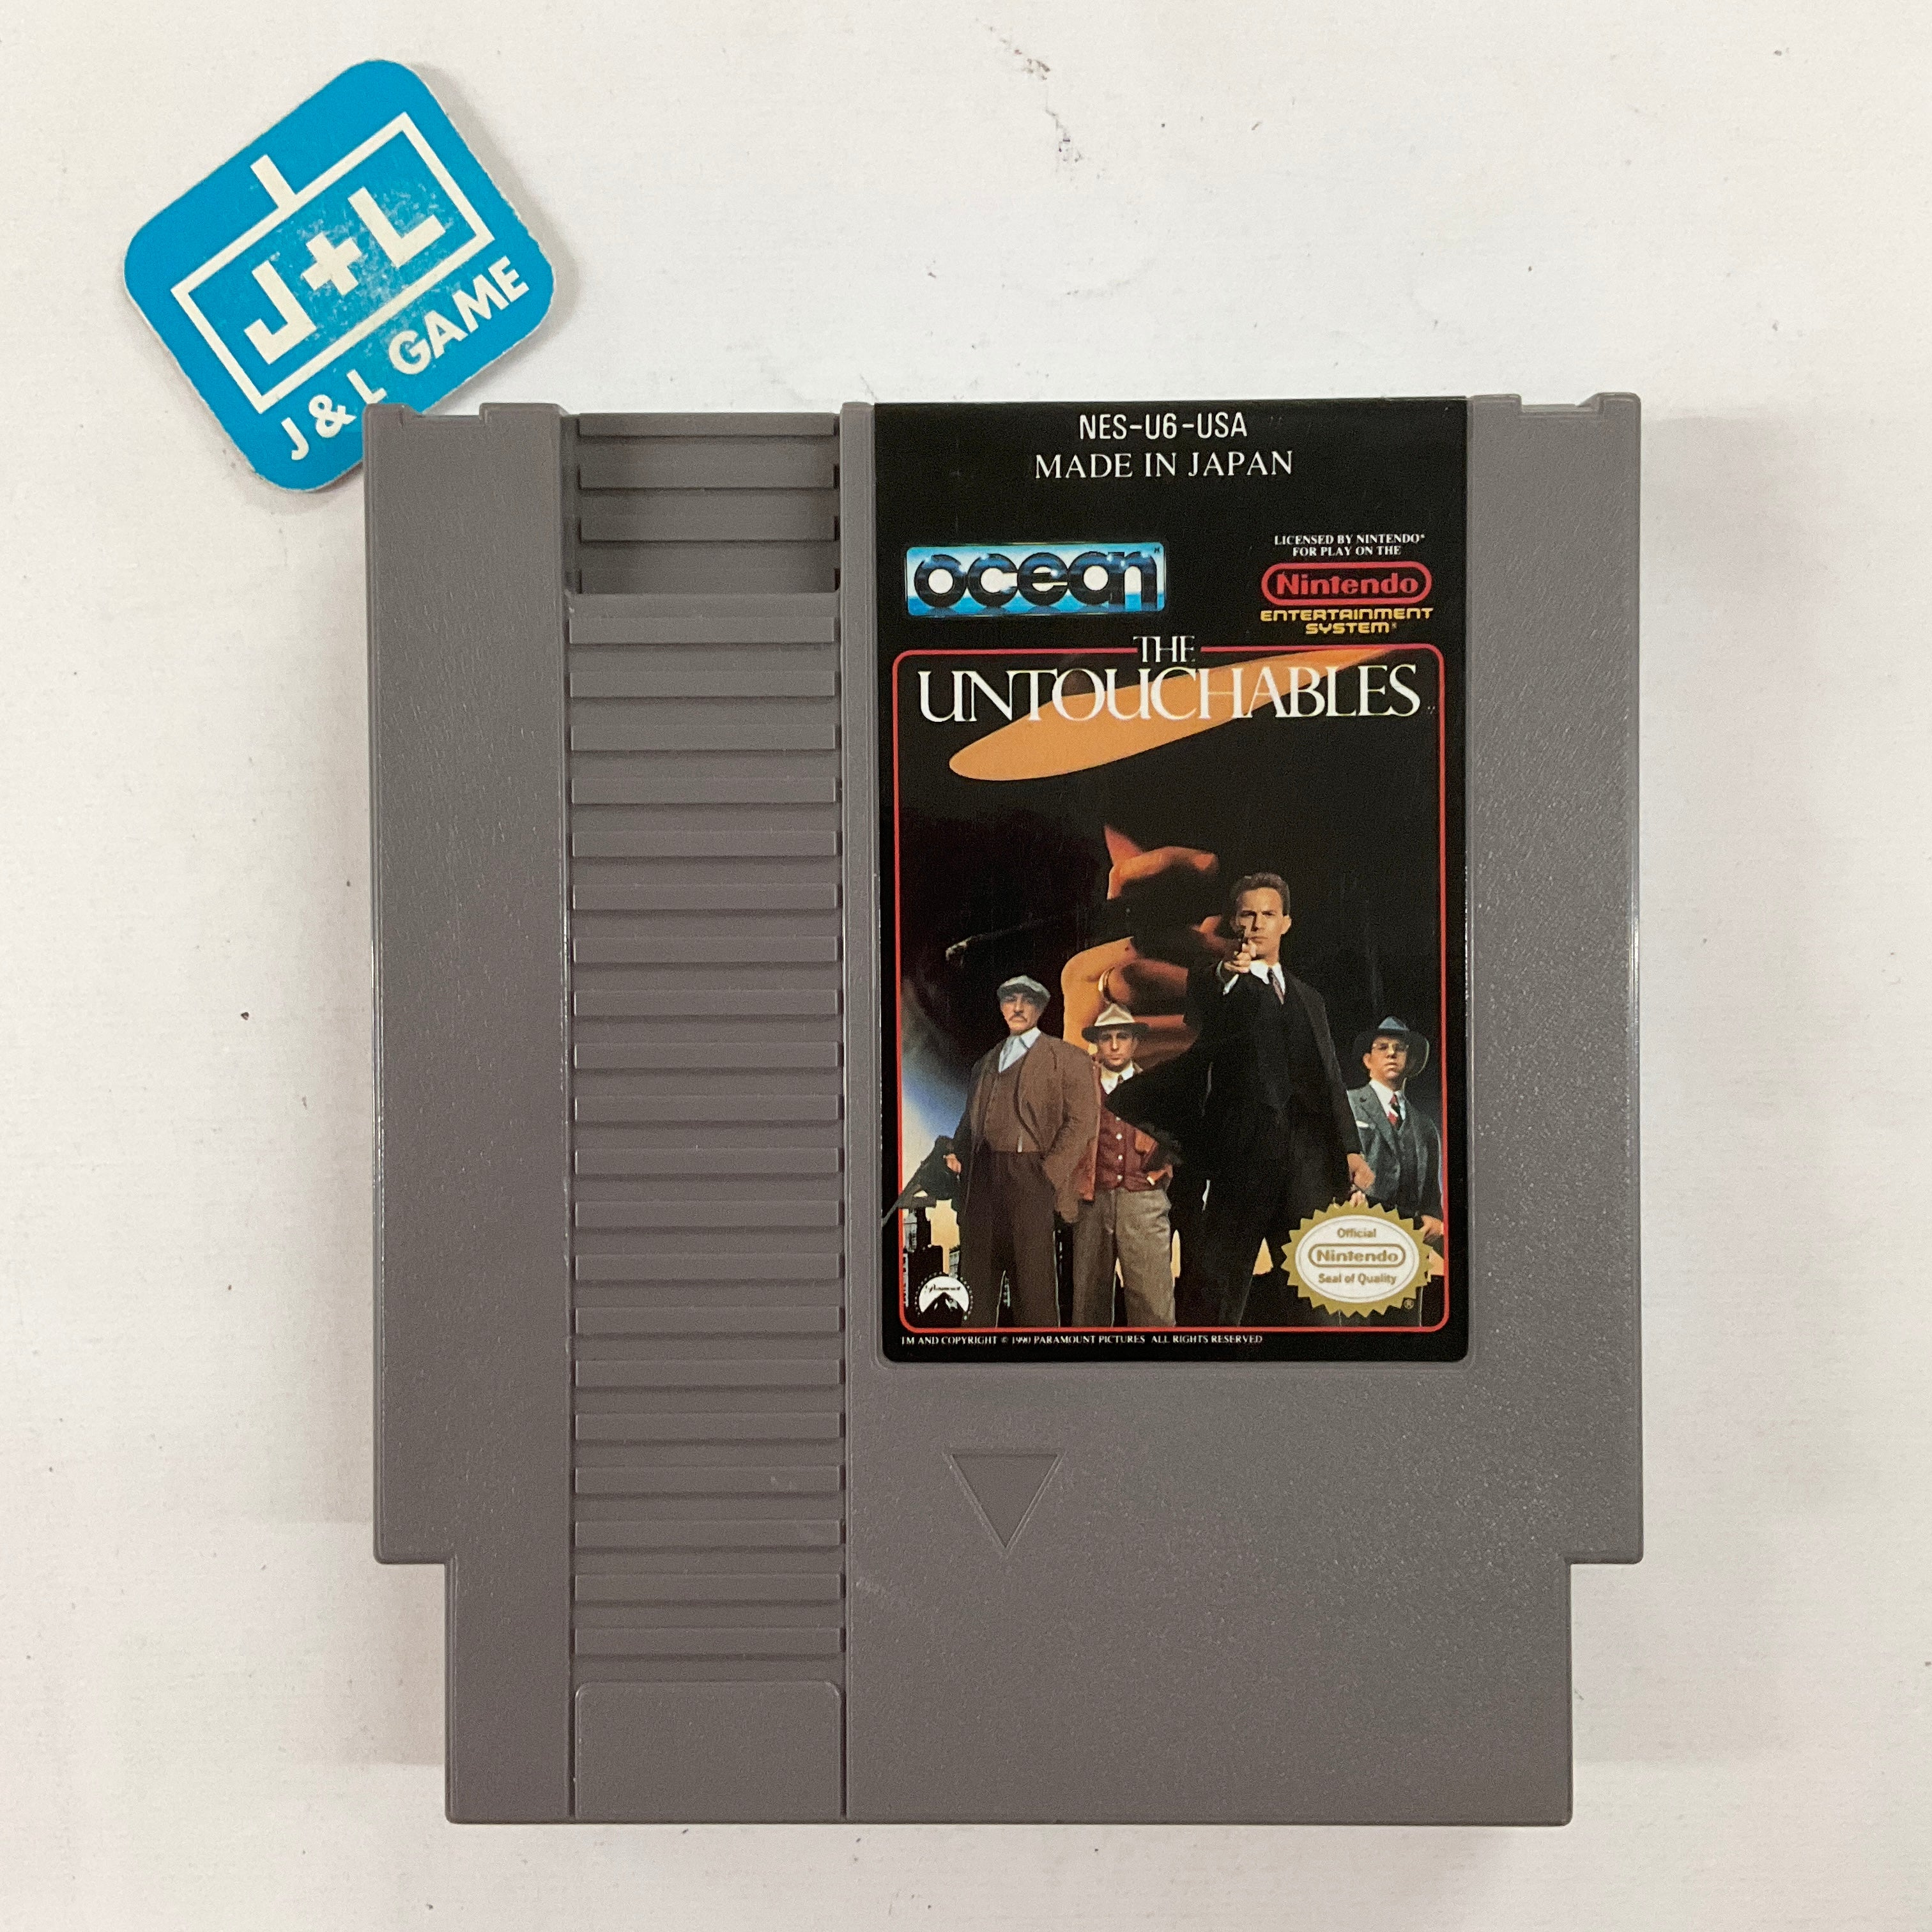 J+L
J & L GAME
NES-U6-USA
MADE IN JAPAN
ocean
LICENSED BY NINTENDO®
FOR PLAY ON THE
Nintendo
ENTERTAINMENT
SYSTEM®
THE
UNTOUCHABLES
Official
Nintendo
Seal of Quality
®
Paramount
TM AND COPYRIGHT © 1990 PARAMOUNT PICTURES ALL RIGHTS RESERVED